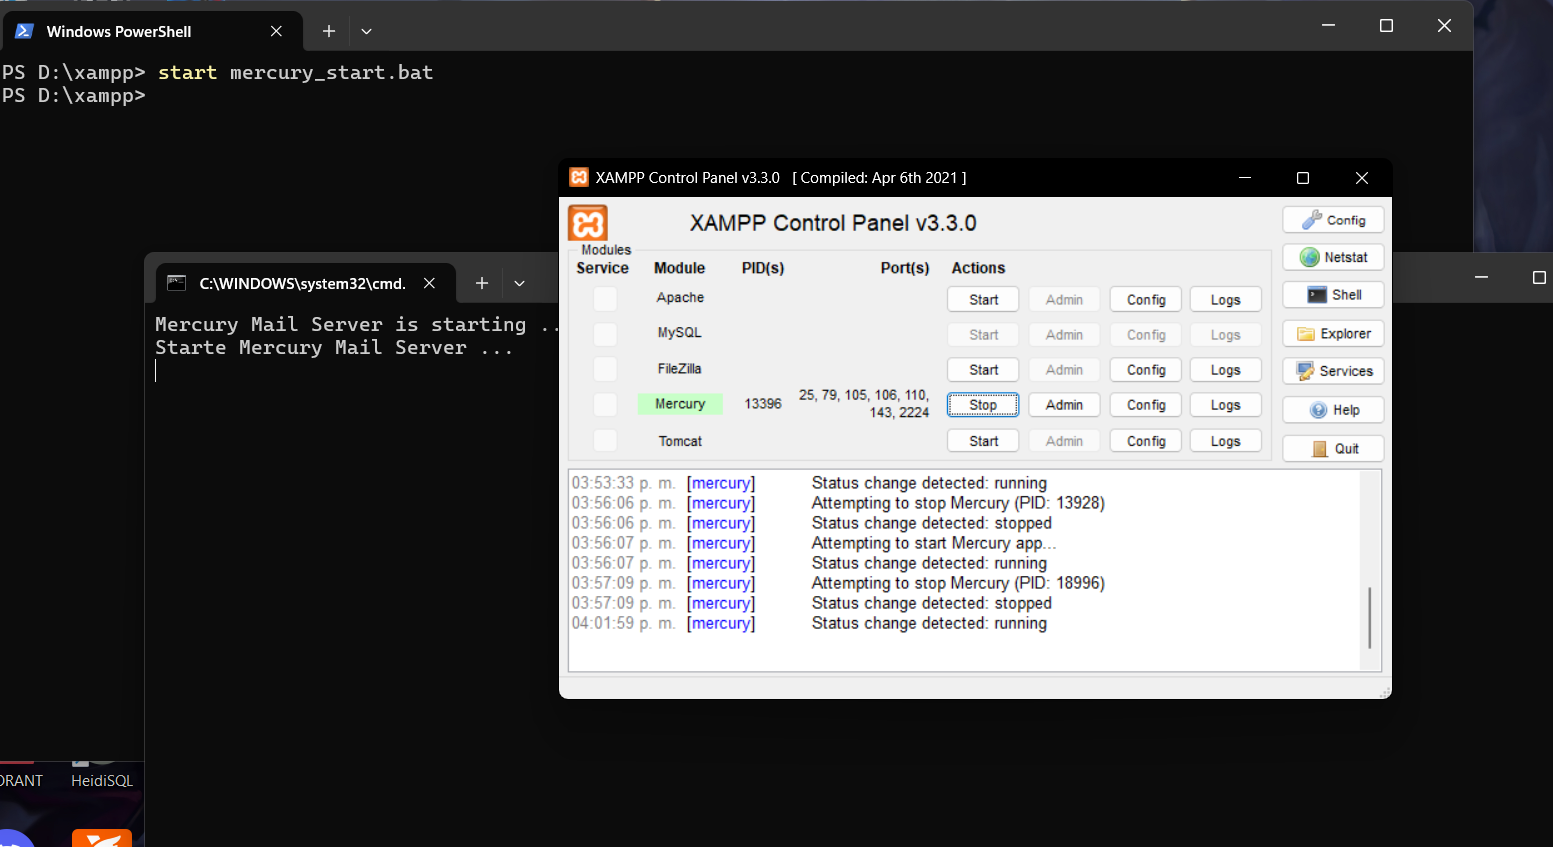 Windows PowerShell
PS D:\xampp> start mercury_start.bat
PS D:\xampp>
XAMPP Control Panel v3.3.0 [ Compiled: Apr 6th 2021 ]
XAMPP Control Panel v3.3.0
Config
Modules
Service Module PID(s) Port(s) Actions
Netstat
Apache Start Admin Config Logs
Shell
MySQL Start Admin Config Logs
Explorer
FileZilla Start Admin Config Logs
Services
Mercury 13396 25, 79, 105, 106, 110, 143, 2224 Stop Admin Config Logs
Help
Tomcat Start Admin Config Logs
Quit
03:53:33 p. m. [mercury] Status change detected: running
03:56:06 p. m. [mercury] Attempting to stop Mercury (PID: 13928)
03:56:06 p. m. [mercury] Status change detected: stopped
03:56:07 p. m. [mercury] Attempting to start Mercury app...
03:56:07 p. m. [mercury] Status change detected: running
03:57:09 p. m. [mercury] Attempting to stop Mercury (PID: 18996)
03:57:09 p. m. [mercury] Status change detected: stopped
04:01:59 p. m. [mercury] Status change detected: running
C:\WINDOWS\system32\cmd.
Mercury Mail Server is starting ..
Starte Mercury Mail Server ...
ORANT
HeidiSQL